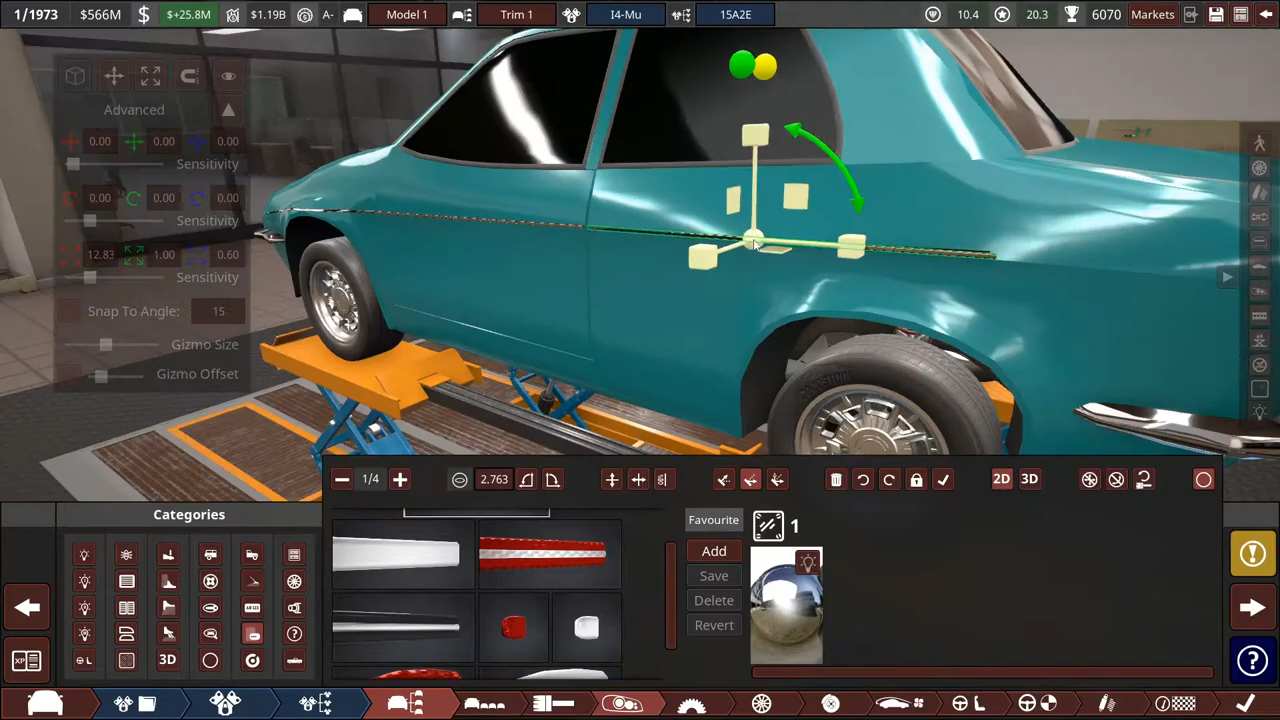 1/1973 $566M $+25.8M $1.19B A- Model 1 Trim 1 I4-Mu 15A2E 10.4 20.3 6070 Markets
Advanced
0.00 0.00 0.00
Sensitivity
0.00 0.00 0.00
Sensitivity
12.83 1.00 0.60
Sensitivity
Snap To Angle: 15
Gizmo Size
Gizmo Offset
1/4 2.763 2D 3D
Categories
3D
XP
Favourite 1
Add
Save
Delete
Revert